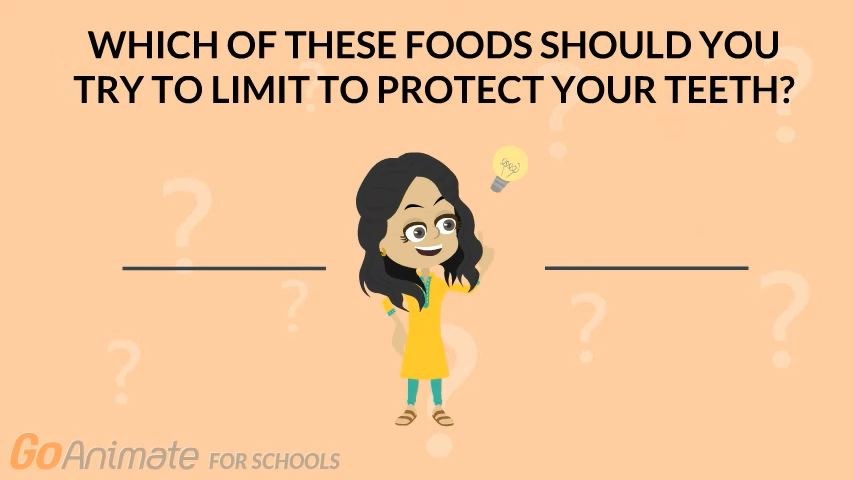 WHICH OF THESE FOODS SHOULD YOU
TRY TO LIMIT TO PROTECT YOUR TEETH?
GoAnimate FOR SCHOOLS